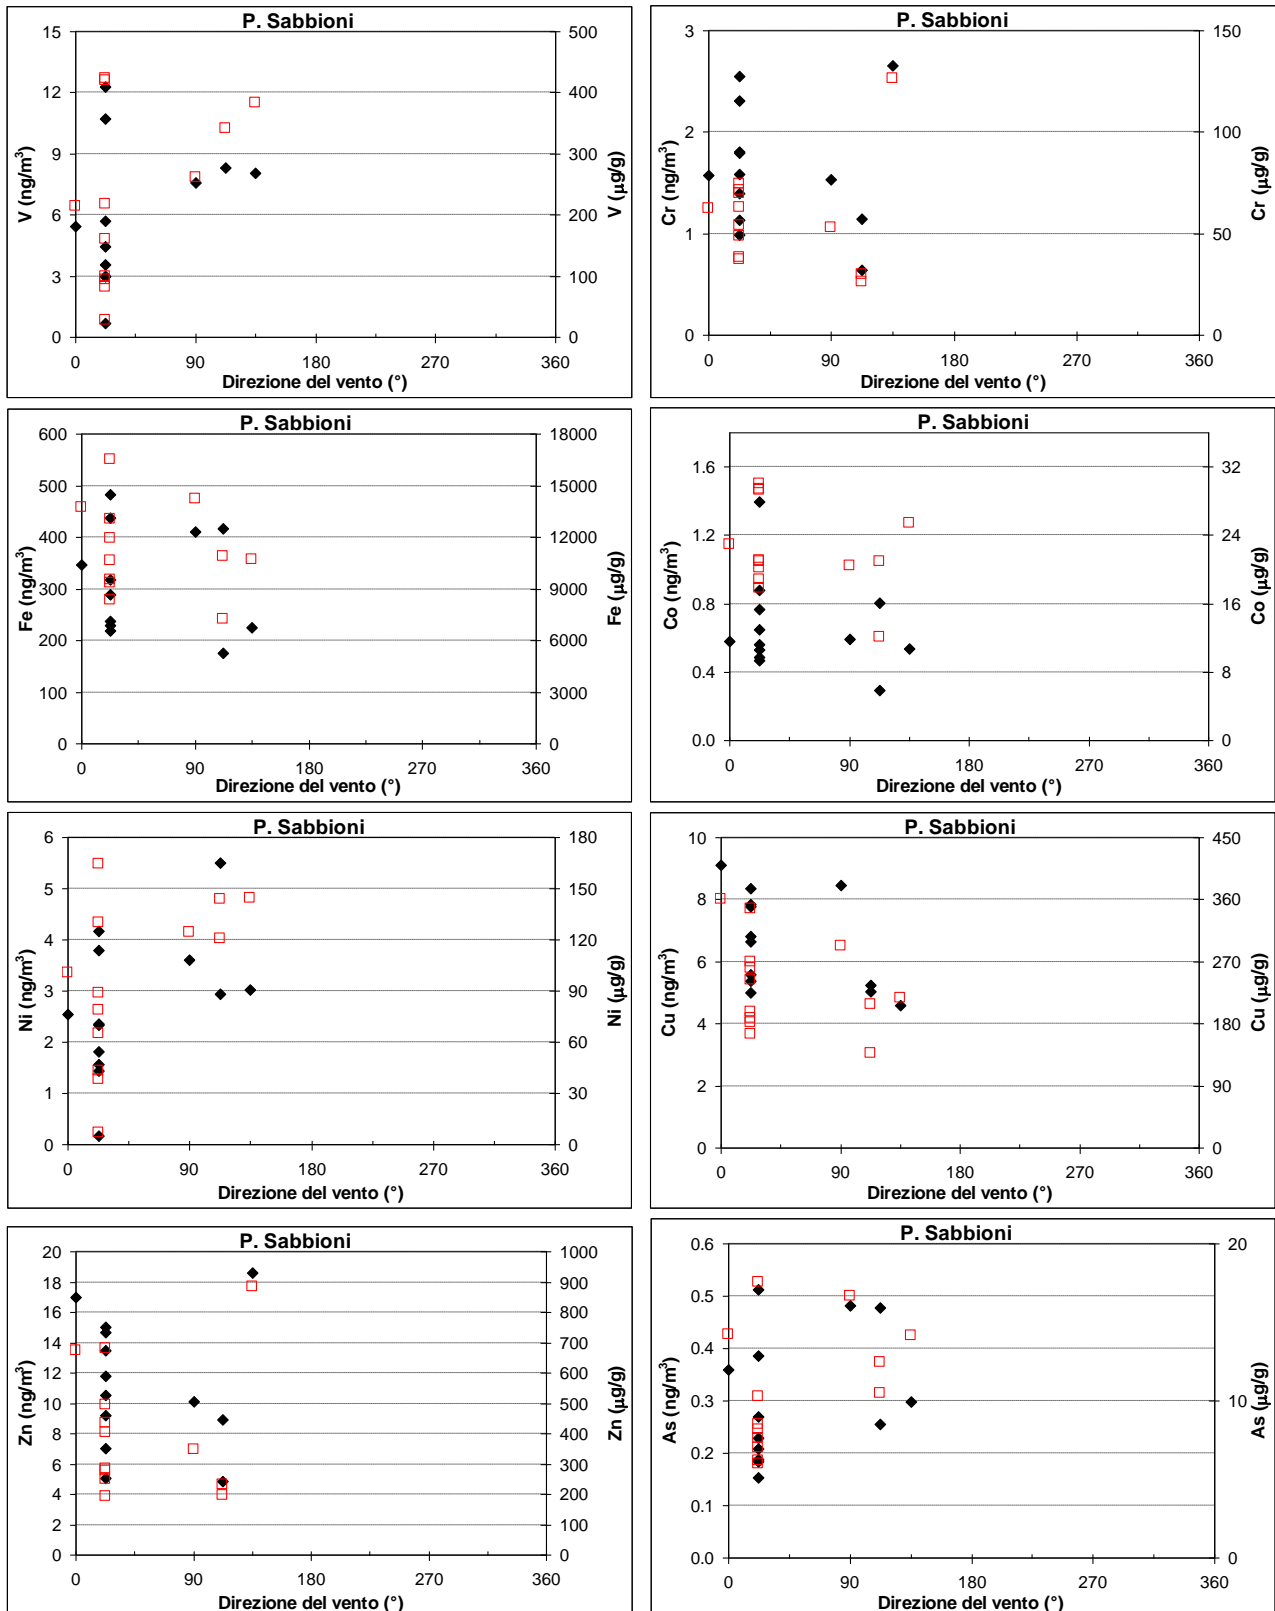 P. Sabbioni
15 500
12 400
9 300
6 200
3 100
0 0
V (ng/m³)
V (µg/g)
0 90 180 270 360
Direzione del vento (°)
P. Sabbioni
3 150
2 100
1 50
0 0
Cr (ng/m³)
Cr (µg/g)
0 90 180 270 360
Direzione del vento (°)
P. Sabbioni
600 18000
500 15000
400 12000
300 9000
200 6000
100 3000
0 0
Fe (ng/m³)
Fe (µg/g)
0 90 180 270 360
Direzione del vento (°)
P. Sabbioni
1.6 32
1.2 24
0.8 16
0.4 8
0.0 0
Co (ng/m³)
Co (µg/g)
0 90 180 270 360
Direzione del vento (°)
P. Sabbioni
6 180
5 150
4 120
3 90
2 60
1 30
0 0
Ni (ng/m³)
Ni (µg/g)
0 90 180 270 360
Direzione del vento (°)
P. Sabbioni
10 450
8 360
6 270
4 180
2 90
0 0
Cu (ng/m³)
Cu (µg/g)
0 90 180 270 360
Direzione del vento (°)
P. Sabbioni
20 1000
18 900
16 800
14 700
12 600
10 500
8 400
6 300
4 200
2 100
0 0
Zn (ng/m³)
Zn (µg/g)
0 90 180 270 360
Direzione del vento (°)
P. Sabbioni
0.6 20
0.5
0.4
0.3 10
0.2
0.1
0.0 0
As (ng/m³)
As (µg/g)
0 90 180 270 360
Direzione del vento (°)